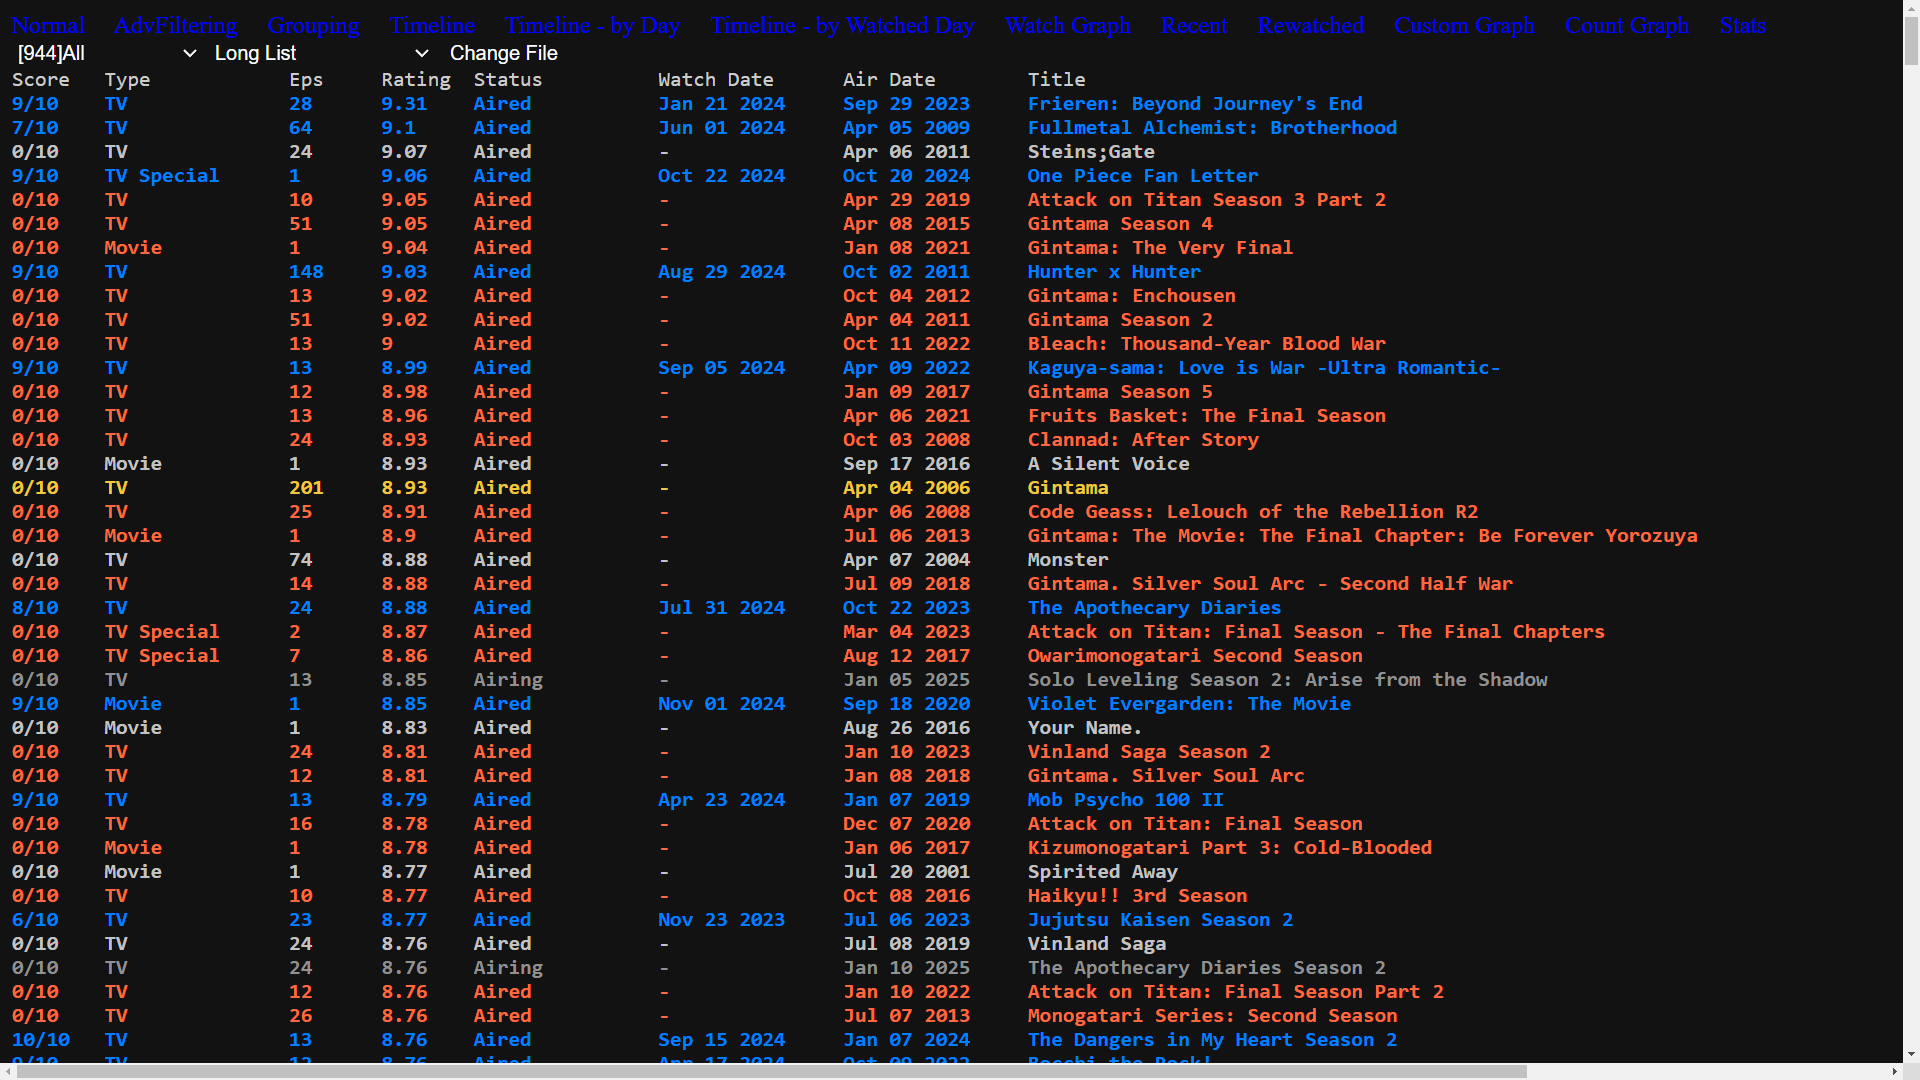 Normal AdvFiltering Grouping Timeline Timeline - by Day Timeline - by Watched Day Watch Graph Recent Rewatched Custom Graph Count Graph Stats
[944]All Long List Change File
Score Type Eps Rating Status Watch Date Air Date Title
9/10 TV 28 9.31 Aired Jan 21 2024 Sep 29 2023 Frieren: Beyond Journey's End
7/10 TV 64 9.1 Aired Jun 01 2024 Apr 05 2009 Fullmetal Alchemist: Brotherhood
0/10 TV 24 9.07 Aired - Apr 06 2011 Steins;Gate
9/10 TV Special 1 9.06 Aired Oct 22 2024 Oct 20 2024 One Piece Fan Letter
0/10 TV 10 9.05 Aired - Apr 29 2019 Attack on Titan Season 3 Part 2
0/10 TV 51 9.05 Aired - Apr 08 2015 Gintama Season 4
0/10 Movie 1 9.04 Aired - Jan 08 2021 Gintama: The Very Final
9/10 TV 148 9.03 Aired Aug 29 2024 Oct 02 2011 Hunter x Hunter
0/10 TV 13 9.02 Aired - Oct 04 2012 Gintama: Enchousen
0/10 TV 51 9.02 Aired - Apr 04 2011 Gintama Season 2
0/10 TV 13 9 Aired - Oct 11 2022 Bleach: Thousand-Year Blood War
9/10 TV 13 8.99 Aired Sep 05 2024 Apr 09 2022 Kaguya-sama: Love is War -Ultra Romantic-
0/10 TV 12 8.98 Aired - Jan 09 2017 Gintama Season 5
0/10 TV 13 8.96 Aired - Apr 06 2021 Fruits Basket: The Final Season
0/10 TV 24 8.93 Aired - Oct 03 2008 Clannad: After Story
0/10 Movie 1 8.93 Aired - Sep 17 2016 A Silent Voice
0/10 TV 201 8.93 Aired - Apr 04 2006 Gintama
0/10 TV 25 8.91 Aired - Apr 06 2008 Code Geass: Lelouch of the Rebellion R2
0/10 Movie 1 8.9 Aired - Jul 06 2013 Gintama: The Movie: The Final Chapter: Be Forever Yorozuya
0/10 TV 74 8.88 Aired - Apr 07 2004 Monster
0/10 TV 14 8.88 Aired - Jul 09 2018 Gintama. Silver Soul Arc - Second Half War
8/10 TV 24 8.88 Aired Jul 31 2024 Oct 22 2023 The Apothecary Diaries
0/10 TV Special 2 8.87 Aired - Mar 04 2023 Attack on Titan: Final Season - The Final Chapters
0/10 TV Special 7 8.86 Aired - Aug 12 2017 Owarimonogatari Second Season
0/10 TV 13 8.85 Airing - Jan 05 2025 Solo Leveling Season 2: Arise from the Shadow
9/10 Movie 1 8.85 Aired Nov 01 2024 Sep 18 2020 Violet Evergarden: The Movie
0/10 Movie 1 8.83 Aired - Aug 26 2016 Your Name.
0/10 TV 24 8.81 Aired - Jan 10 2023 Vinland Saga Season 2
0/10 TV 12 8.81 Aired - Jan 08 2018 Gintama. Silver Soul Arc
9/10 TV 13 8.79 Aired Apr 23 2024 Jan 07 2019 Mob Psycho 100 II
0/10 TV 16 8.78 Aired - Dec 07 2020 Attack on Titan: Final Season
0/10 Movie 1 8.78 Aired - Jan 06 2017 Kizumonogatari Part 3: Cold-Blooded
0/10 Movie 1 8.77 Aired - Jul 20 2001 Spirited Away
0/10 TV 10 8.77 Aired - Oct 08 2016 Haikyu!! 3rd Season
6/10 TV 23 8.77 Aired Nov 23 2023 Jul 06 2023 Jujutsu Kaisen Season 2
0/10 TV 24 8.76 Aired - Jul 08 2019 Vinland Saga
0/10 TV 24 8.76 Airing - Jan 10 2025 The Apothecary Diaries Season 2
0/10 TV 12 8.76 Aired - Jan 10 2022 Attack on Titan: Final Season Part 2
0/10 TV 26 8.76 Aired - Jul 07 2013 Monogatari Series: Second Season
10/10 TV 13 8.76 Aired Sep 15 2024 Jan 07 2024 The Dangers in My Heart Season 2
9/10 TV 12 8.76 Aired Apr 17 2024 Oct 09 2022 Bocchi the Rock!